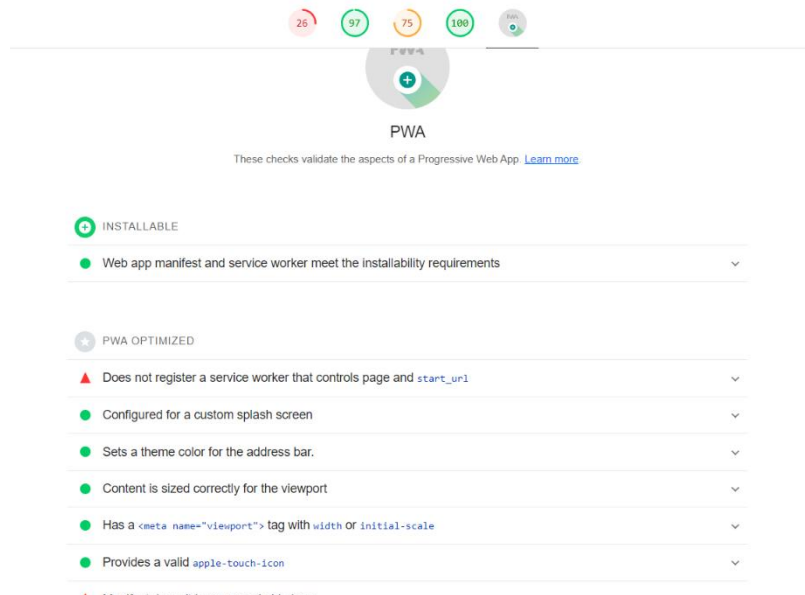 26 97 75 100 PWA
PWA
PWA
These checks validate the aspects of a Progressive Web App. Learn more
INSTALLABLE
Web app manifest and service worker meet the installability requirements
PWA OPTIMIZED
Does not register a service worker that controls page and start_url
Configured for a custom splash screen
Sets a theme color for the address bar.
Content is sized correctly for the viewport
Has a <meta name="viewport"> tag with width or initial-scale
Provides a valid apple-touch-icon